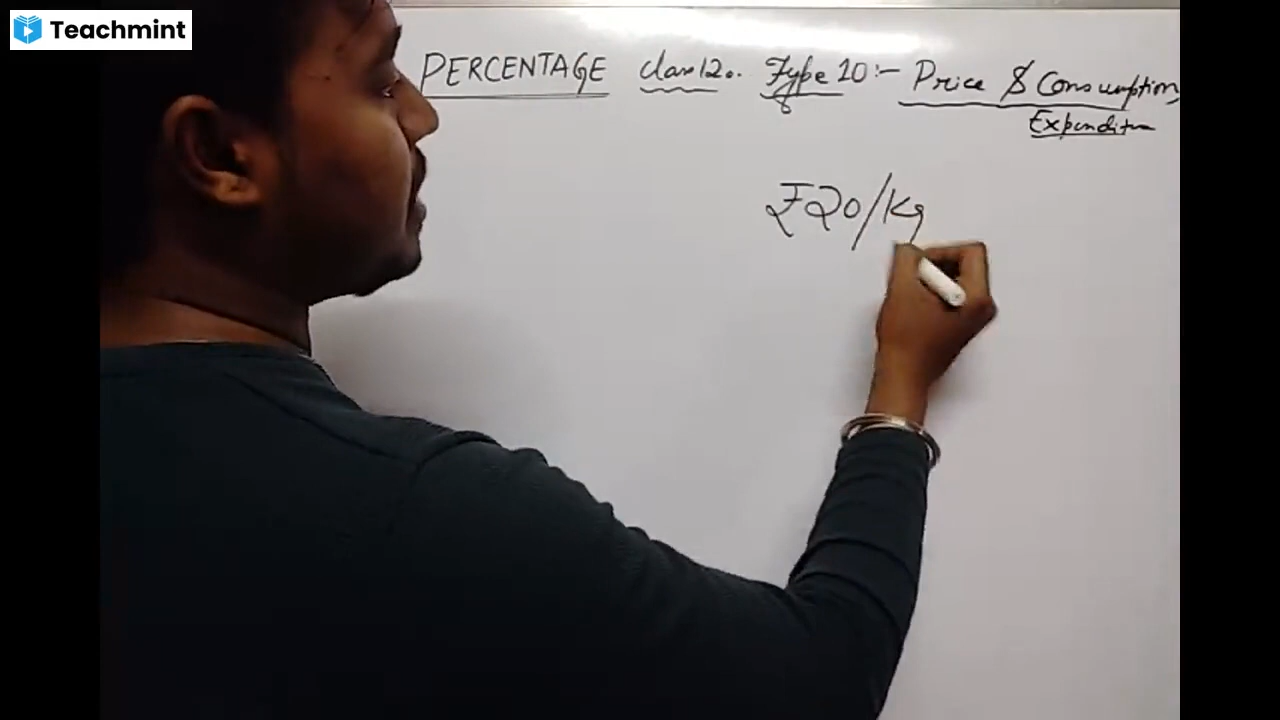 Teachmint
PERCENTAGE Class 12. Type 10:- Price & Consumption,
Expenditure
₹20/kg